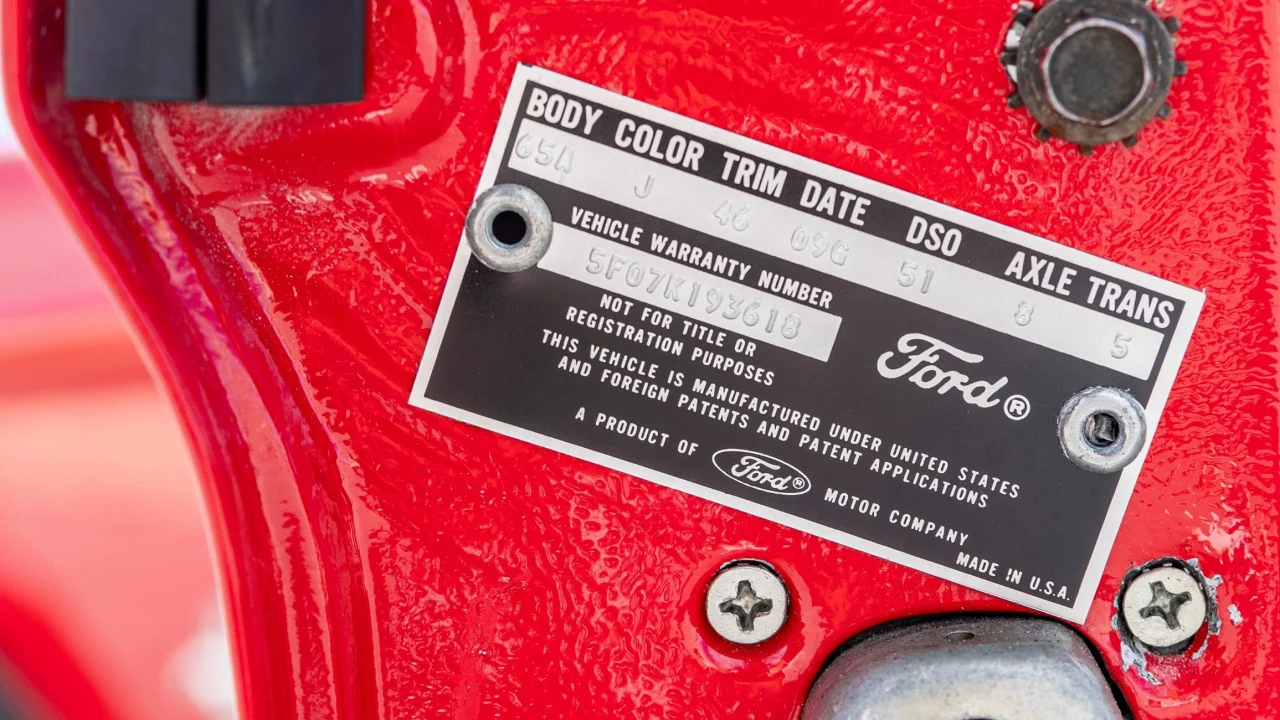 BODY COLOR TRIM DATE DSO AXLE TRANS
65A J 46 09G 51 8 5
VEHICLE WARRANTY NUMBER
5F07K193618
NOT FOR TITLE OR
REGISTRATION PURPOSES
Ford®
THIS VEHICLE IS MANUFACTURED UNDER UNITED STATES
AND FOREIGN PATENTS AND PATENT APPLICATIONS
A PRODUCT OF Ford® MOTOR COMPANY
MADE IN U.S.A.